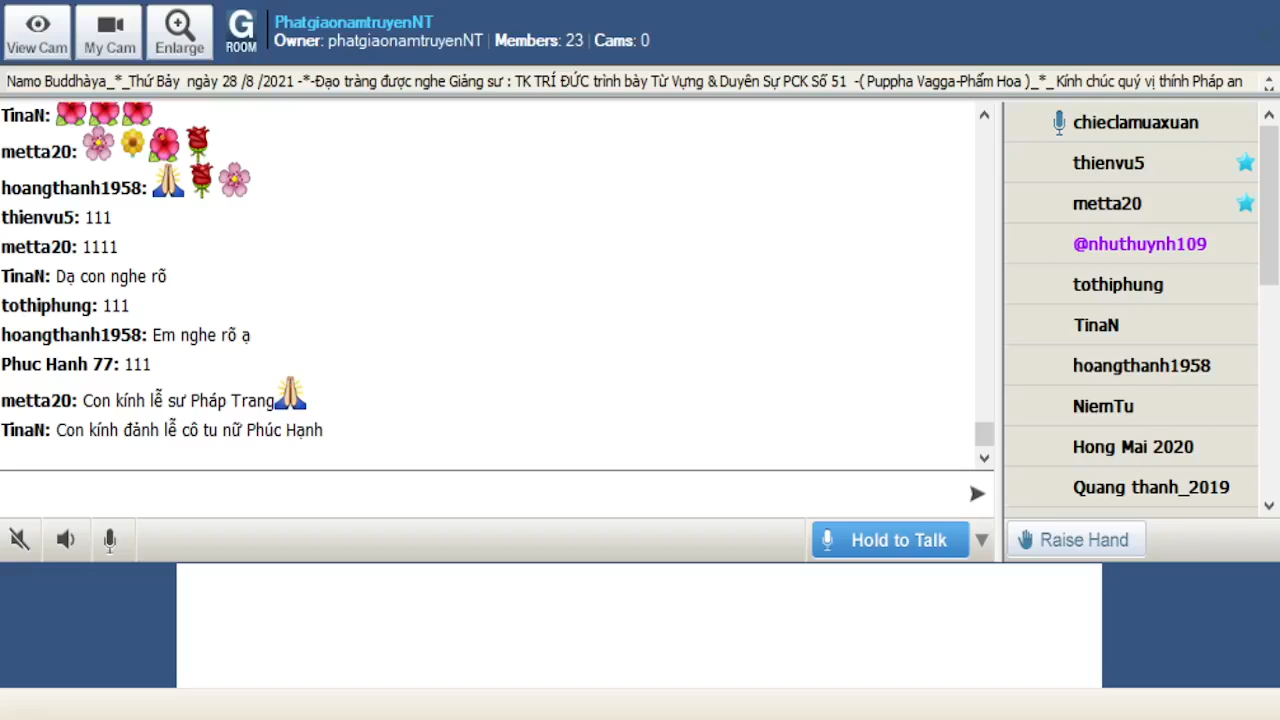 View Cam
My Cam
Enlarge
G
ROOM
PhatgiaonamtruyenNT
Owner: phatgiaonamtruyenNT | Members: 23 | Cams: 0
Namo Buddhàya_*_Thứ Bảy ngày 28 /8 /2021 -*-Đạo tràng được nghe Giảng sư : TK TRÍ ĐỨC trình bày Từ Vựng & Duyên Sự PCK Số 51 -( Puppha Vagga-Phẩm Hoa )_*_ Kính chúc quý vị thính Pháp an
TinaN:
metta20:
hoangthanh1958:
thienvu5: 111
metta20: 1111
TinaN: Dạ con nghe rõ
tothiphung: 111
hoangthanh1958: Em nghe rõ ạ
Phuc Hanh 77: 111
metta20: Con kính lễ sư Pháp Trang
TinaN: Con kính đảnh lễ cô tu nữ Phúc Hạnh
chieclamuaxuan
thienvu5
metta20
@nhuthuynh109
tothiphung
TinaN
hoangthanh1958
NiemTu
Hong Mai 2020
Quang thanh_2019
Hold to Talk
Raise Hand